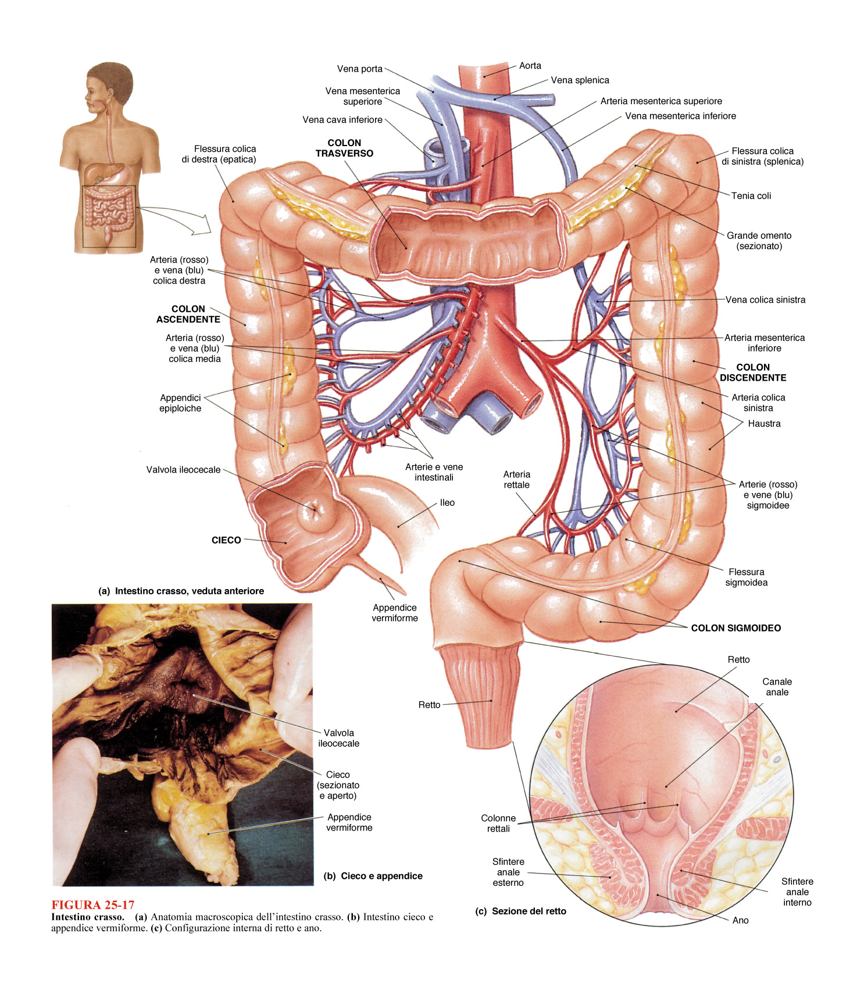 Vena porta
Aorta
Vena splenica
Vena mesenterica
superiore
Arteria mesenterica superiore
Vena cava inferiore
Vena mesenterica inferiore
COLON
TRASVERSO
Flessura colica
di destra (epatica)
Flessura colica
di sinistra (splenica)
Tenia coli
Grande omento
(sezionato)
Arteria (rosso)
e vena (blu)
colica destra
Vena colica sinistra
COLON
ASCENDENTE
Arteria (rosso)
e vena (blu)
colica media
Arteria mesenterica
inferiore
COLON
DISCENDENTE
Appendici
epiploiche
Arteria colica
sinistra
Haustra
Valvola ileocecale
Arterie e vene
intestinali
Arteria
rettale
Arterie (rosso)
e vene (blu)
sigmoidee
Ileo
CIECO
Flessura
sigmoidea
(a) Intestino crasso, veduta anteriore
Appendice
vermiforme
COLON SIGMOIDEO
Retto
Canale
anale
Retto
Valvola
ileocecale
Cieco
(sezionato
e aperto)
Appendice
vermiforme
Colonne
rettali
Sfintere
anale
esterno
(b) Cieco e appendice
Sfintere
anale
interno
(c) Sezione del retto
Ano
FIGURA 25-17
Intestino crasso. (a) Anatomia macroscopica dell'intestino crasso. (b) Intestino cieco e
appendice vermiforme. (c) Configurazione interna di retto e ano.